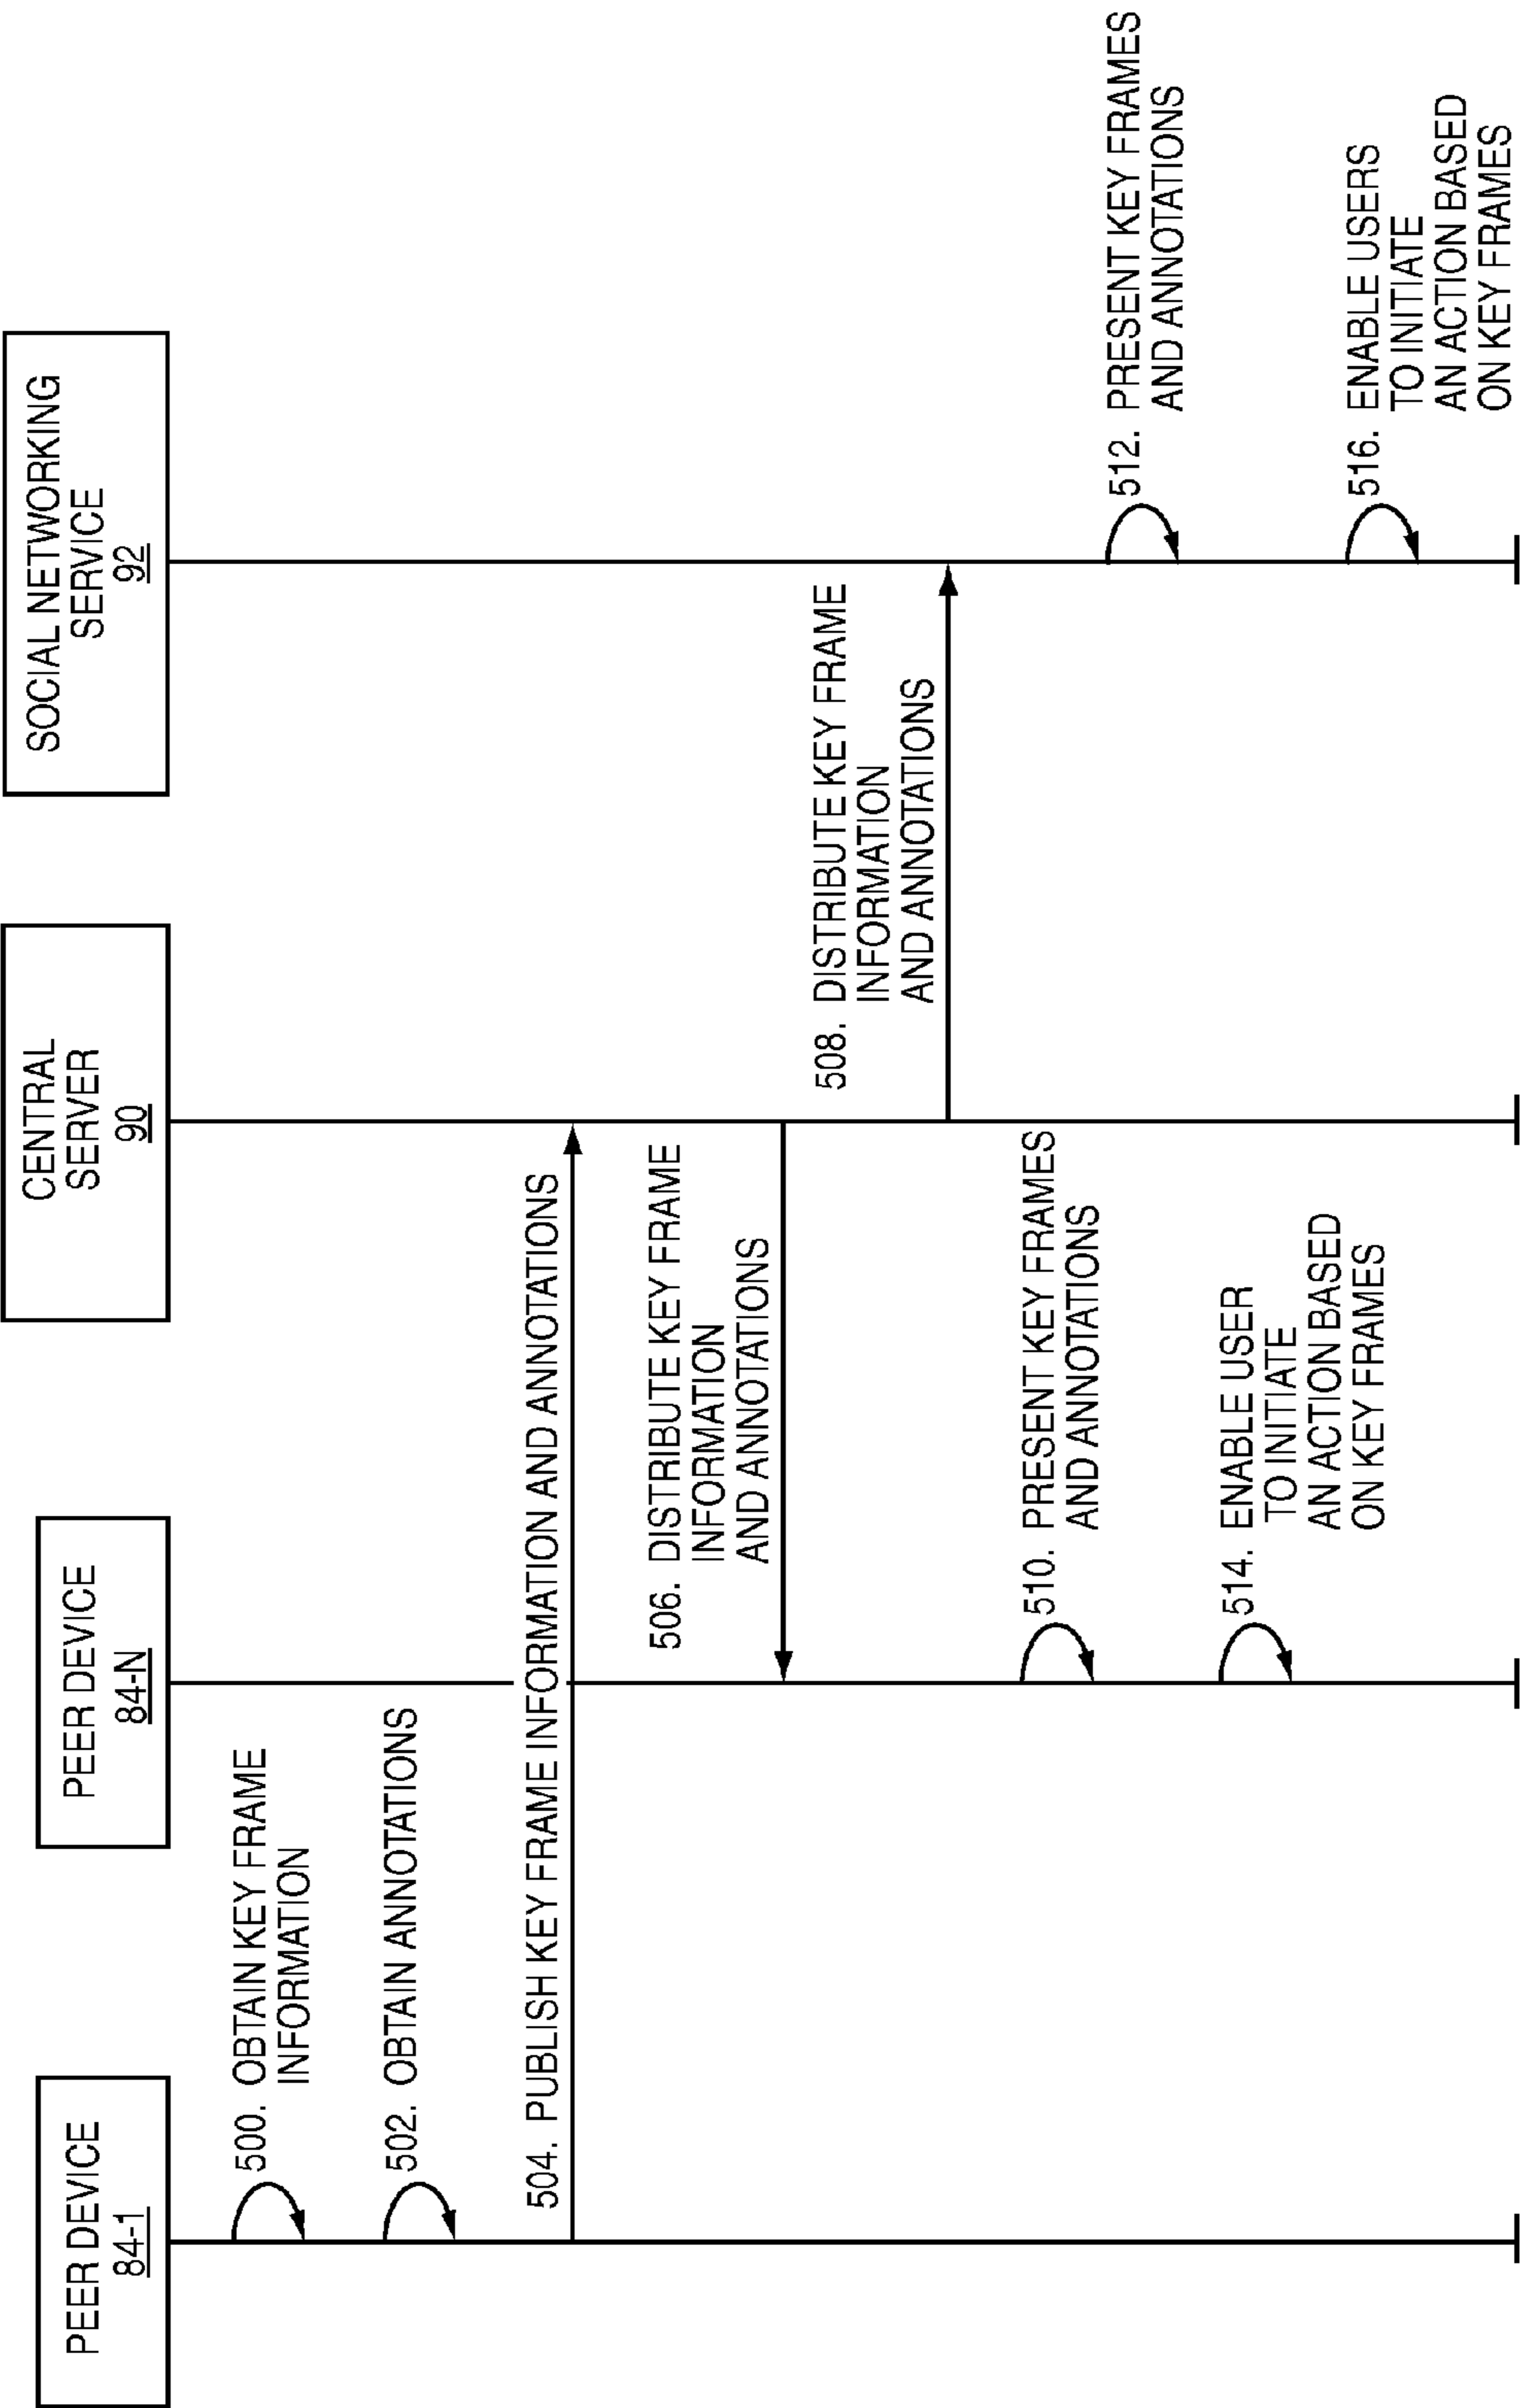 PEER DEVICE
84-1
PEER DEVICE
84-N
CENTRAL
SERVER
90
SOCIAL NETWORKING
SERVICE
92
500. OBTAIN KEY FRAME
INFORMATION
502. OBTAIN ANNOTATIONS
504. PUBLISH KEY FRAME INFORMATION AND ANNOTATIONS
506. DISTRIBUTE KEY FRAME
INFORMATION
AND ANNOTATIONS
508. DISTRIBUTE KEY FRAME
INFORMATION
AND ANNOTATIONS
510. PRESENT KEY FRAMES
AND ANNOTATIONS
512. PRESENT KEY FRAMES
AND ANNOTATIONS
514. ENABLE USER
TO INITIATE
AN ACTION BASED
ON KEY FRAMES
516. ENABLE USERS
TO INITIATE
AN ACTION BASED
ON KEY FRAMES